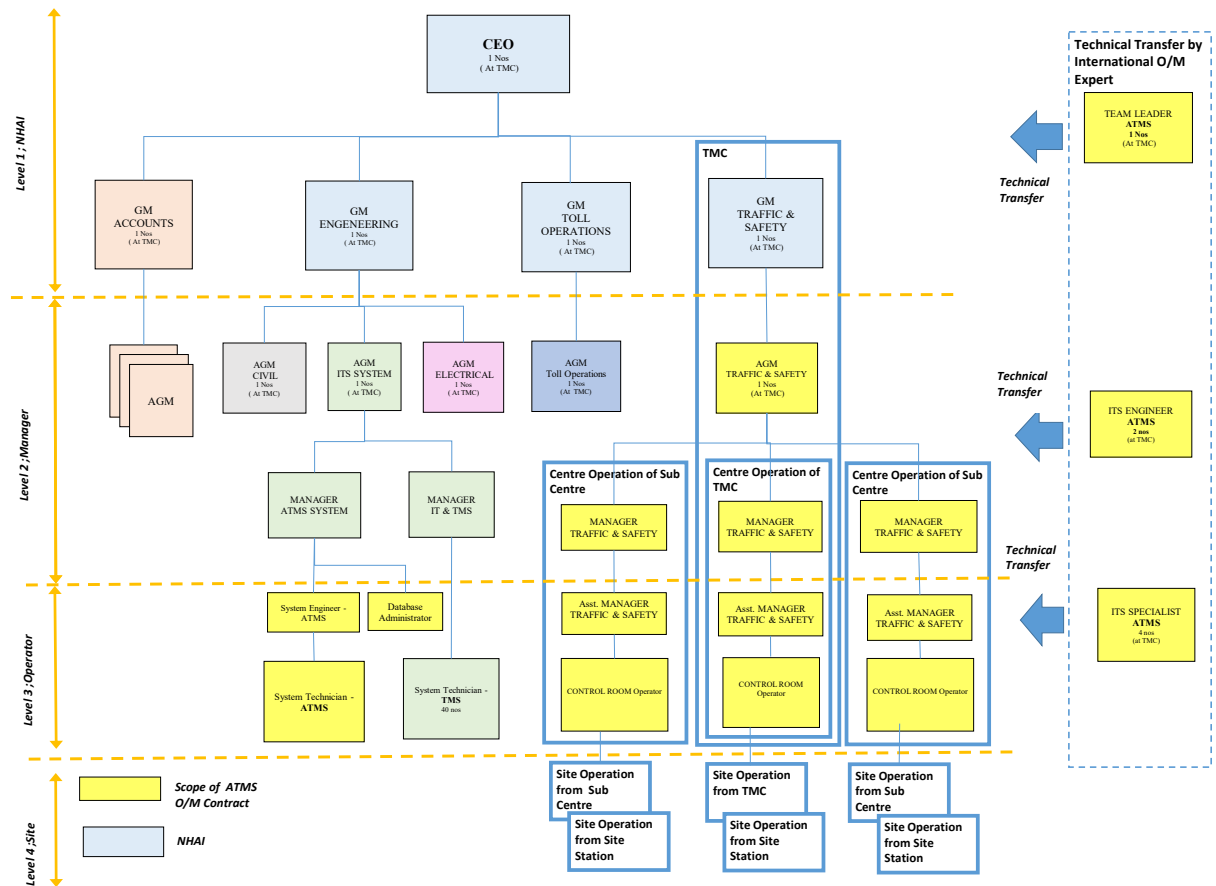 CEO
1 Nos
( At TMC)
Technical Transfer by
International O/M
Expert
TEAM LEADER
ATMS
1 Nos
(At TMC)
Level 1 ; NHAI
TMC
Technical
Transfer
GM
ACCOUNTS
1 Nos
( At TMC)
GM
ENGENEERING
1 Nos
( At TMC)
GM
TOLL
OPERATIONS
1 Nos
( At TMC)
GM
TRAFFIC &
SAFETY
1 Nos
(At TMC)
Level 2 ;Manager
AGM
AGM
CIVIL
1 Nos
( At TMC)
AGM
ITS SYSTEM
1 Nos
( At TMC)
AGM
ELECTRICAL
1 Nos
( At TMC)
AGM
Toll Operations
1 Nos
(At TMC)
AGM
TRAFFIC & SAFETY
1 Nos
(At TMC)
Technical
Transfer
ITS ENGINEER
ATMS
2 nos
(at TMC)
MANAGER
ATMS SYSTEM
MANAGER
IT & TMS
Centre Operation of Sub
Centre
MANAGER
TRAFFIC & SAFETY
Centre Operation of
TMC
MANAGER
TRAFFIC & SAFETY
Centre Operation of Sub
Centre
MANAGER
TRAFFIC & SAFETY
Technical
Transfer
Level 3 ;Operator
System Engineer -
ATMS
Database
Administrator
Asst. MANAGER
TRAFFIC & SAFETY
Asst. MANAGER
TRAFFIC & SAFETY
Asst. MANAGER
TRAFFIC & SAFETY
ITS SPECIALIST
ATMS
4 nos
(at TMC)
System Technician -
ATMS
System Technician -
TMS
40 nos
CONTROL ROOM Operator
CONTROL ROOM
Operator
CONTROL ROOM Operator
Level 4 ;Site
Scope of ATMS
O/M Contract
NHAI
Site Operation
from Sub
Centre
Site Operation
from Site
Station
Site Operation
from TMC
Site Operation
from Site
Station
Site Operation
from Sub
Centre
Site Operation
from Site
Station